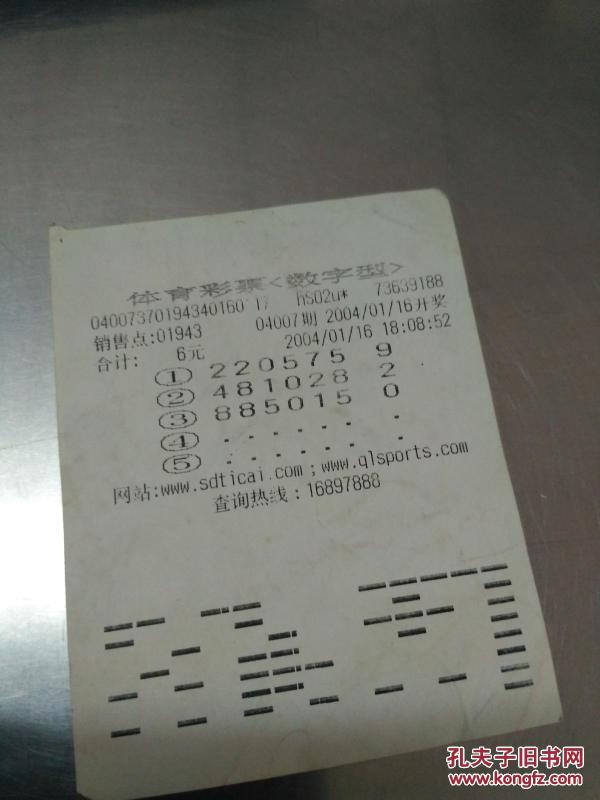 体育彩票<数字型>
04007370194340160 17 hS02u* 73639188
销售点:01943 04007期 2004/01/16开奖
合计: 6元 2004/01/16 18:08:52
① 220575 9
② 481028 2
③ 885015 0
④ ...... .
⑤ ...... .
网站:www.sdticai.com;www.qlsports.com
查询热线:16897888
孔夫子旧书网
www.kongfz.com